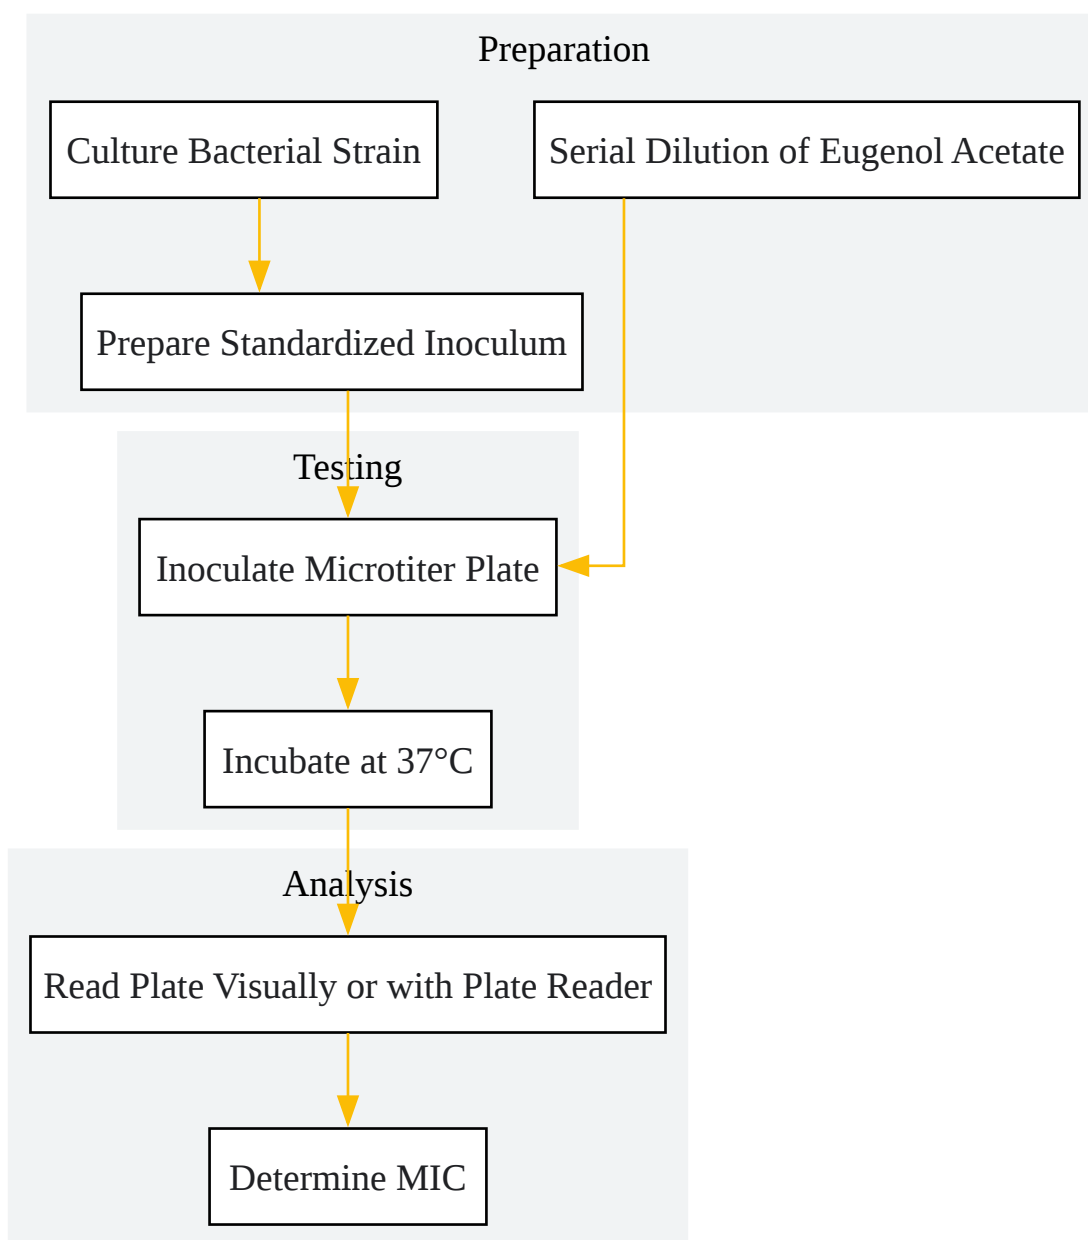 Preparation
Culture Bacterial Strain
Serial Dilution of Eugenol Acetate
Prepare Standardized Inoculum
Testing
Inoculate Microtiter Plate
Incubate at 37°C
Analysis
Read Plate Visually or with Plate Reader
Determine MIC